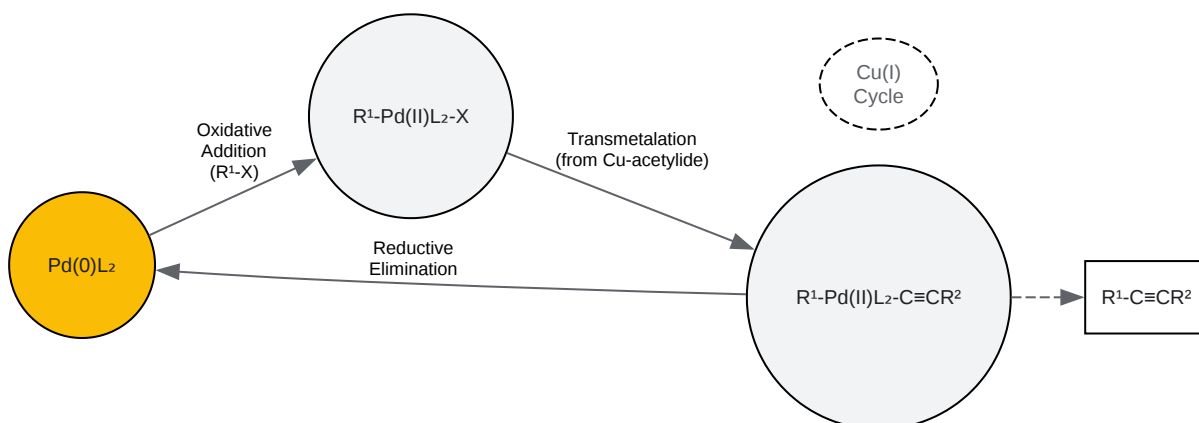 Cu(I)
Cycle
R¹-Pd(II)L₂-X
Oxidative
Addition
(R¹-X)
Transmetalation
(from Cu-acetylide)
Reductive
Elimination
Pd(0)L₂
R¹-Pd(II)L₂-C≡CR²
R¹-C≡CR²